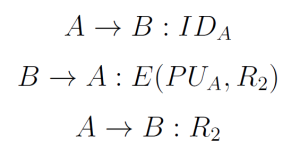 A → B : ID_A
B → A : E(PU_A, R_2)
A → B : R_2